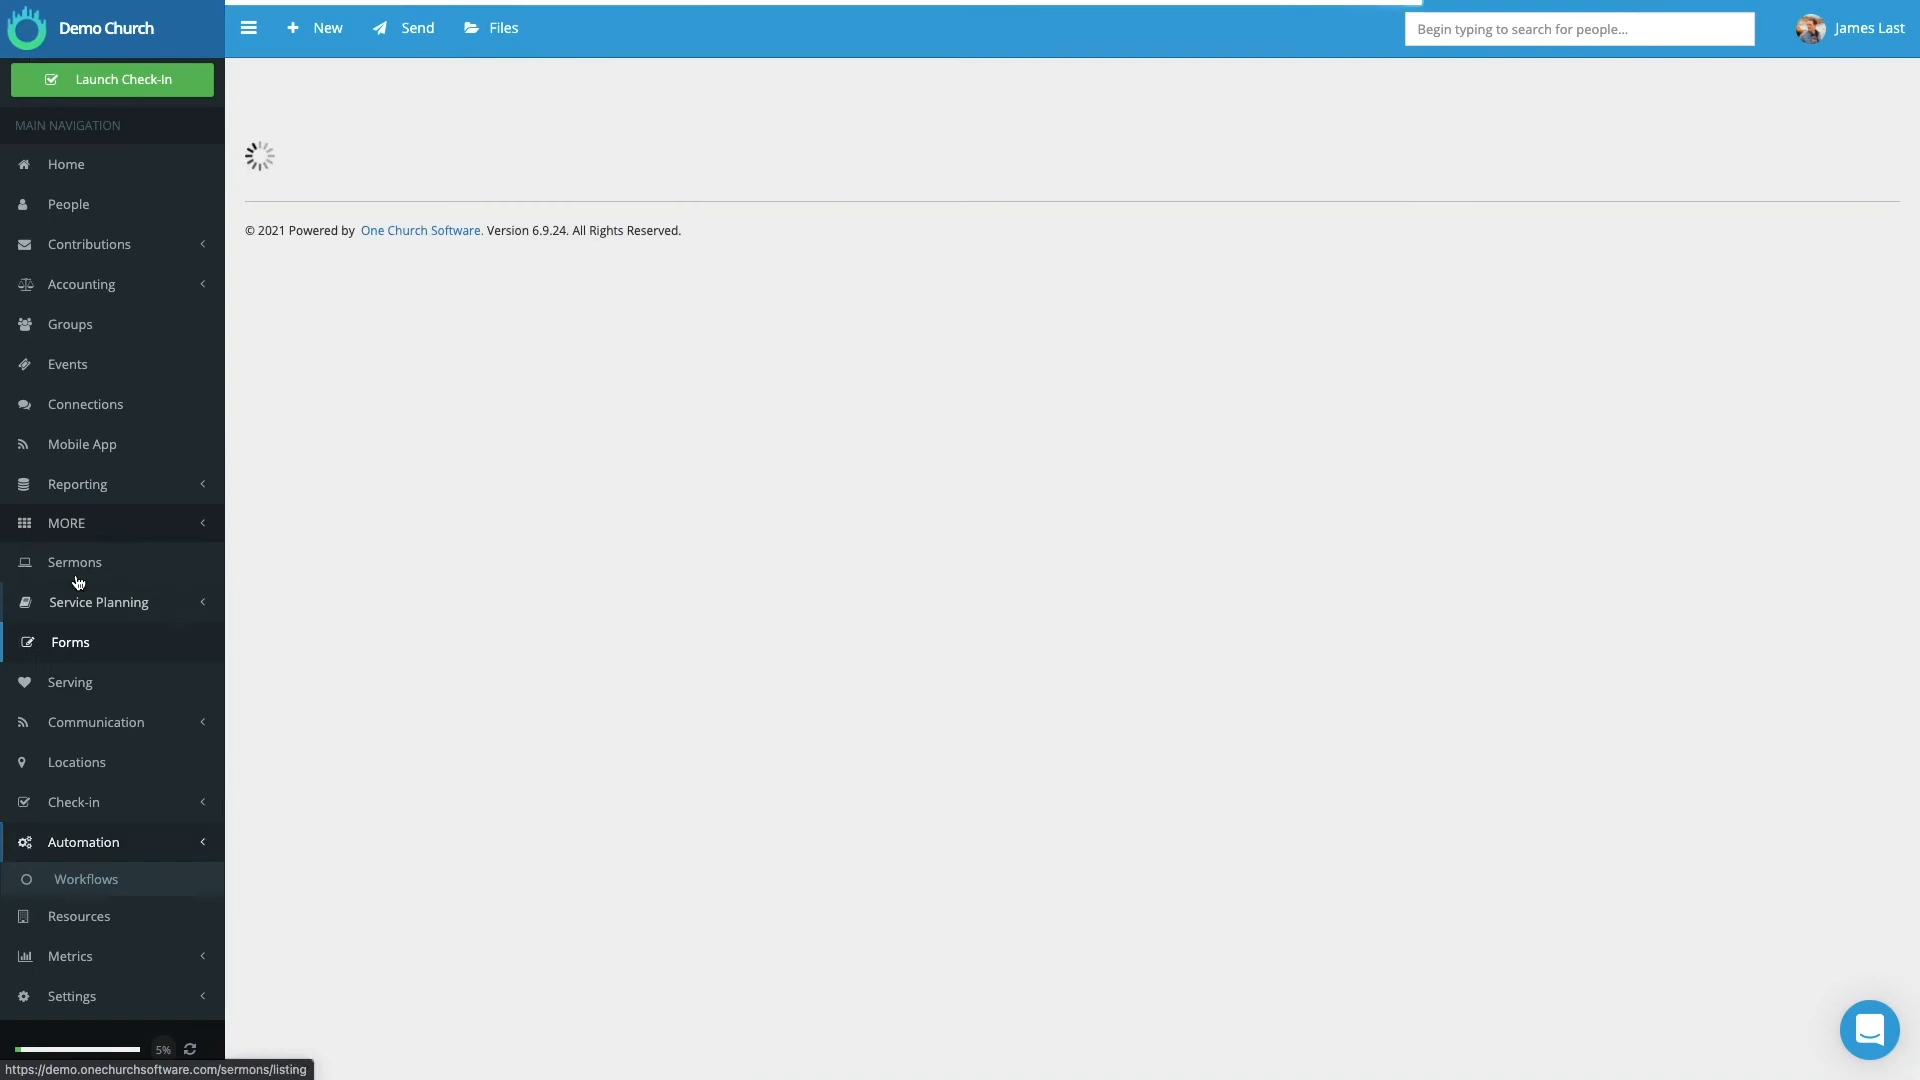 Demo Church
New
Send
Files
Begin typing to search for people...
James Last
Launch Check-In
MAIN NAVIGATION
Home
People
Contributions
Accounting
Groups
Events
Connections
Mobile App
Reporting
MORE
Sermons
Service Planning
Forms
Serving
Communication
Locations
Check-in
Automation
Workflows
Resources
Metrics
Settings
5%
https://demo.onechurchsoftware.com/sermons/listing
© 2021 Powered by One Church Software. Version 6.9.24. All Rights Reserved.